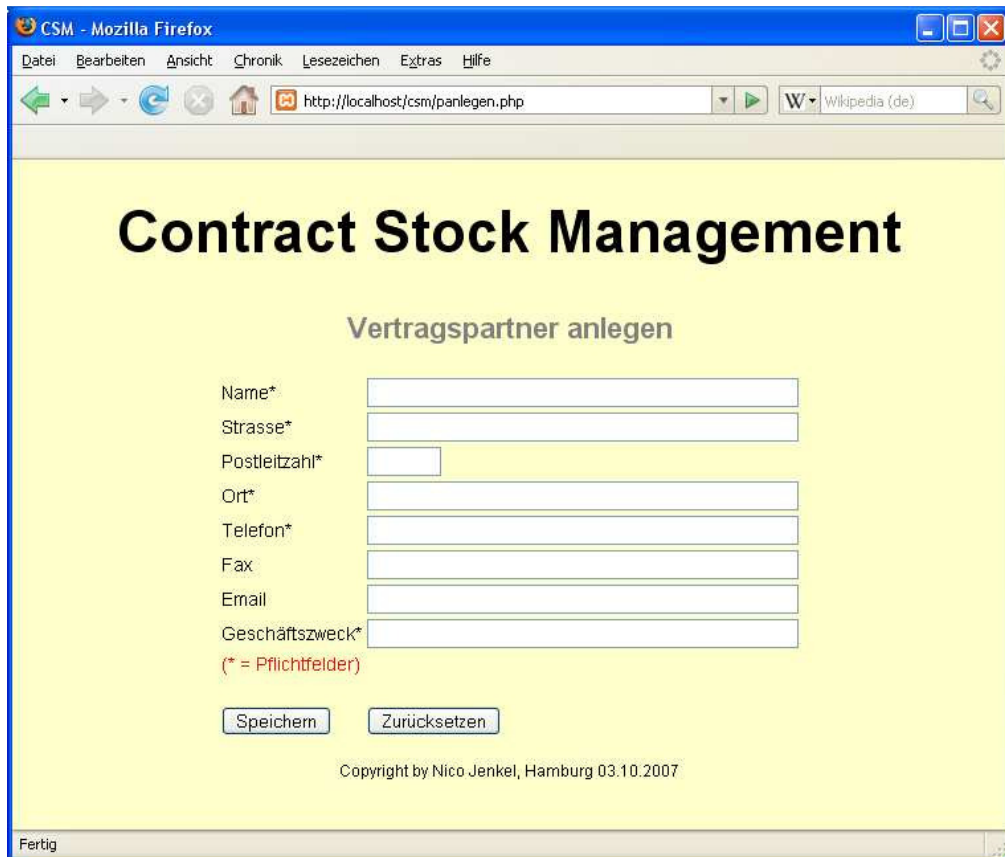 CSM - Mozilla Firefox
Datei Bearbeiten Ansicht Chronik Lesezeichen Extras Hilfe
http://localhost/csm/panlegen.php W Wikipedia (de)
Contract Stock Management
Vertragspartner anlegen
Name*
Strasse*
Postleitzahl*
Ort*
Telefon*
Fax
Email
Geschäftszweck*
(* = Pflichtfelder)
Speichern Zurücksetzen
Copyright by Nico Jenkel, Hamburg 03.10.2007
Fertig